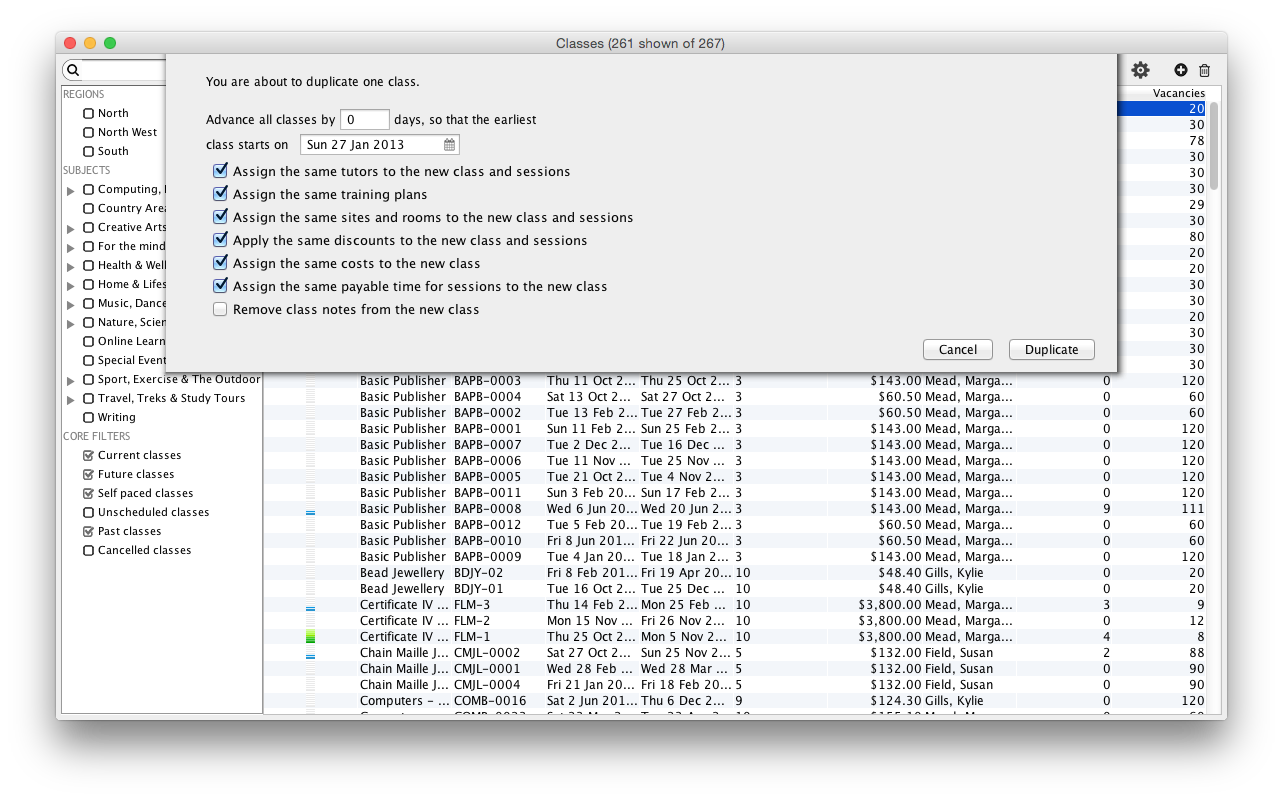 Classes (261 shown of 267)
You are about to duplicate one class.
Advance all classes by 0 days, so that the earliest
class starts on Sun 27 Jan 2013
Assign the same tutors to the new class and sessions
Assign the same training plans
Assign the same sites and rooms to the new class and sessions
Apply the same discounts to the new class and sessions
Assign the same costs to the new class
Assign the same payable time for sessions to the new class
Remove class notes from the new class
Cancel Duplicate
REGIONS
North
North West
South
SUBJECTS
Computing,
Country Area
Creative Arts
For the mind
Health & Well
Home & Lifes
Music, Dance
Nature, Scien
Online Learn
Special Event
Sport, Exercise & The Outdoor
Travel, Treks & Study Tours
Writing
CORE FILTERS
Current classes
Future classes
Self paced classes
Unscheduled classes
Past classes
Cancelled classes
Vacancies
20
30
78
30
30
30
29
30
80
20
20
30
30
20
30
30
30
Basic Publisher BAPB-0003 Thu 11 Oct 2... Thu 25 Oct 2... 3 $143.00 Mead, Marga... 0 120
Basic Publisher BAPB-0004 Sat 13 Oct 2... Sat 27 Oct 2... 3 $60.50 Mead, Marga... 0 60
Basic Publisher BAPB-0002 Tue 13 Feb 2... Tue 27 Feb 2... 3 $60.50 Mead, Marga... 0 60
Basic Publisher BAPB-0001 Sun 11 Feb 2... Sun 25 Feb 2... 3 $143.00 Mead, Marga... 0 120
Basic Publisher BAPB-0007 Tue 2 Dec 2... Tue 16 Dec ... 3 $143.00 Mead, Marga... 0 120
Basic Publisher BAPB-0006 Tue 11 Nov ... Tue 25 Nov ... 3 $143.00 Mead, Marga... 0 120
Basic Publisher BAPB-0005 Tue 21 Oct 2... Tue 4 Nov 2... 3 $143.00 Mead, Marga... 0 120
Basic Publisher BAPB-0011 Sun 3 Feb 20... Sun 17 Feb 2... 3 $143.00 Mead, Marga... 0 120
Basic Publisher BAPB-0008 Wed 6 Jun 20... Wed 20 Jun 2... 3 $143.00 Mead, Marga... 9 111
Basic Publisher BAPB-0012 Tue 5 Feb 20... Tue 19 Feb 2... 3 $60.50 Mead, Marga... 0 60
Basic Publisher BAPB-0010 Fri 8 Jun 201... Fri 22 Jun 20... 3 $60.50 Mead, Marga... 0 60
Basic Publisher BAPB-0009 Tue 4 Jan 20... Tue 18 Jan 2... 3 $143.00 Mead, Marga... 0 120
Bead Jewellery BDJY-02 Fri 8 Feb 201... Fri 19 Apr 20... 10 $48.40 Gills, Kylie 0 20
Bead Jewellery BDJY-01 Tue 16 Oct 2... Tue 25 Dec ... 10 $48.40 Gills, Kylie 0 20
Certificate IV ... FLM-3 Thu 14 Feb 2... Mon 25 Feb ... 10 $3,800.00 Mead, Marga... 3 9
Certificate IV ... FLM-2 Mon 15 Nov ... Fri 26 Nov 2... 10 $3,800.00 Mead, Marga... 0 12
Certificate IV ... FLM-1 Thu 25 Oct 2... Mon 5 Nov 2... 10 $3,800.00 Mead, Marga... 4 8
Chain Maille J... CMJL-0002 Sat 27 Oct 2... Sun 25 Nov 2... 5 $132.00 Field, Susan 2 88
Chain Maille J... CMJL-0001 Wed 28 Feb ... Wed 28 Mar ... 5 $132.00 Field, Susan 0 90
Chain Maille J... CMJL-0004 Fri 21 Jan 20... Fri 18 Feb 20... 5 $132.00 Field, Susan 0 90
Computers - ... COMB-0016 Sat 2 Jun 201... Thu 6 Dec 2... 9 $124.30 Gills, Kylie 0 120